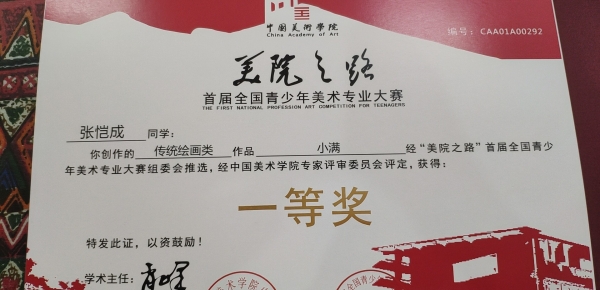 中国美術學院
China Academy of Art
编号：CAA01A00292
美院之路
首届全国青少年美术专业大赛
THE FIRST NATIONAL PROFESSION ART COMPETITION FOR TEENAGERS
张恺成 同学：
你创作的 传统绘画类 作品 小满 经“美院之路”首届全国青少
年美术专业大赛组委会推选，经中国美术学院专家评审委员会评定，获得：
一等奖
特发此证，以资鼓励！
学术主任：